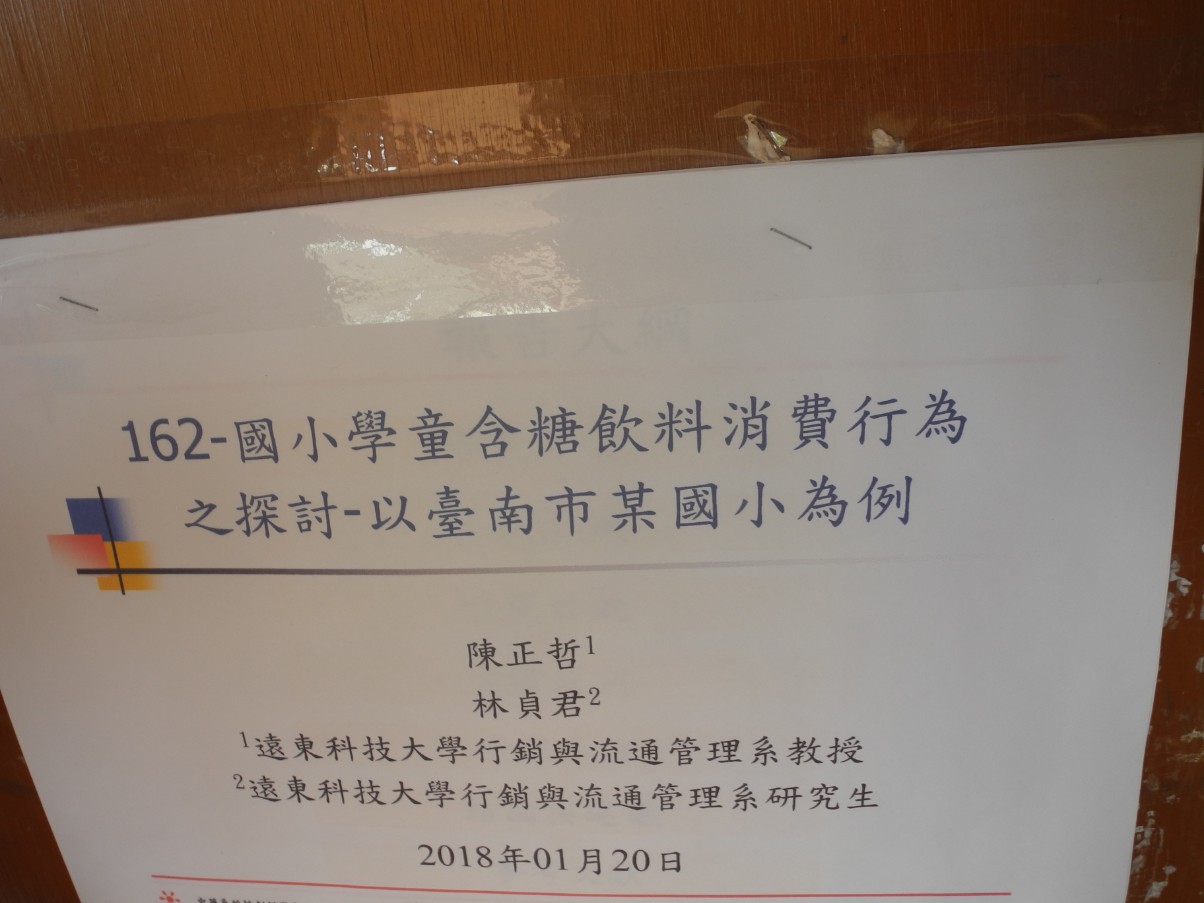 報告大綱
162-國小學童含糖飲料消費行為
之探討-以臺南市某國小為例
陳正哲1
林貞君2
1遠東科技大學行銷與流通管理系教授
2遠東科技大學行銷與流通管理系研究生
2018年01月20日